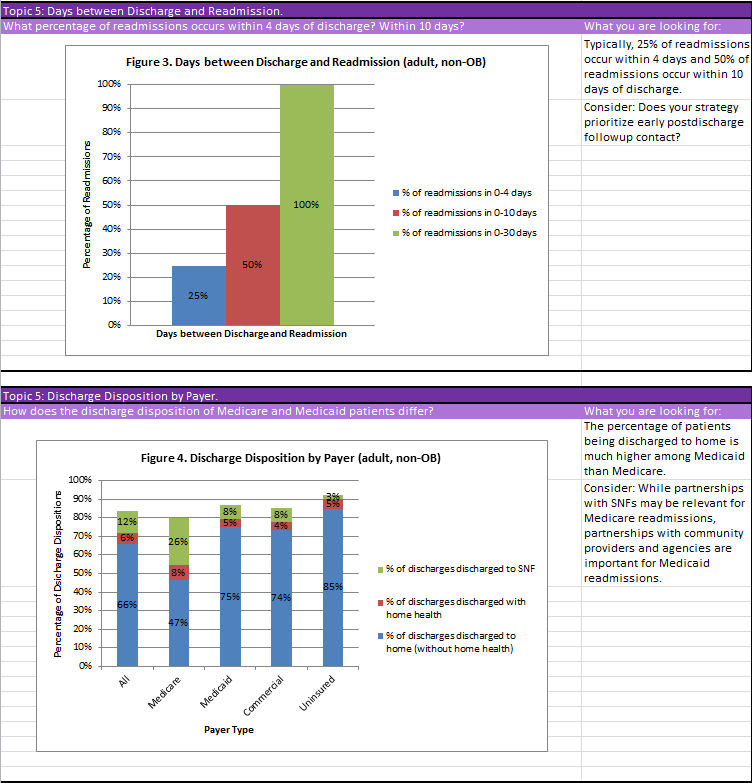 Topic 5: Days between Discharge and Readmission.
What percentage of readmissions occurs within 4 days of discharge? Within 10 days?
What you are looking for:
Typically, 25% of readmissions
occur within 4 days and 50% of
readmissions occur within 10
days of discharge.
Consider: Does your strategy
prioritize early postdischarge
followup contact?
Figure 3. Days between Discharge and Readmission (adult, non-OB)
Percentage of Readmissions
100%
90%
80%
70%
60%
50%
40%
30%
20%
10%
0%
25%
50%
100%
Days between Discharge and Readmission
% of readmissions in 0-4 days
% of readmissions in 0-10 days
% of readmissions in 0-30 days
Topic 5: Discharge Disposition by Payer.
How does the discharge disposition of Medicare and Medicaid patients differ?
What you are looking for:
The percentage of patients
being discharged to home is
much higher among Medicaid
than Medicare.
Consider: While partnerships
with SNFs may be relevant for
Medicare readmissions,
partnerships with community
providers and agencies are
important for Medicaid
readmissions.
Figure 4. Discharge Disposition by Payer (adult, non-OB)
Percentage of Dsicharge Dispositions
100%
90%
80%
70%
60%
50%
40%
30%
20%
10%
0%
12%
6%
66%
26%
8%
47%
8%
5%
75%
8%
4%
74%
3%
5%
85%
All
Medicare
Medicaid
Commercial
Uninsured
Payer Type
% of discharges discharged to SNF
% of discharges discharged with
home health
% of discharges discharged to
home (without home health)